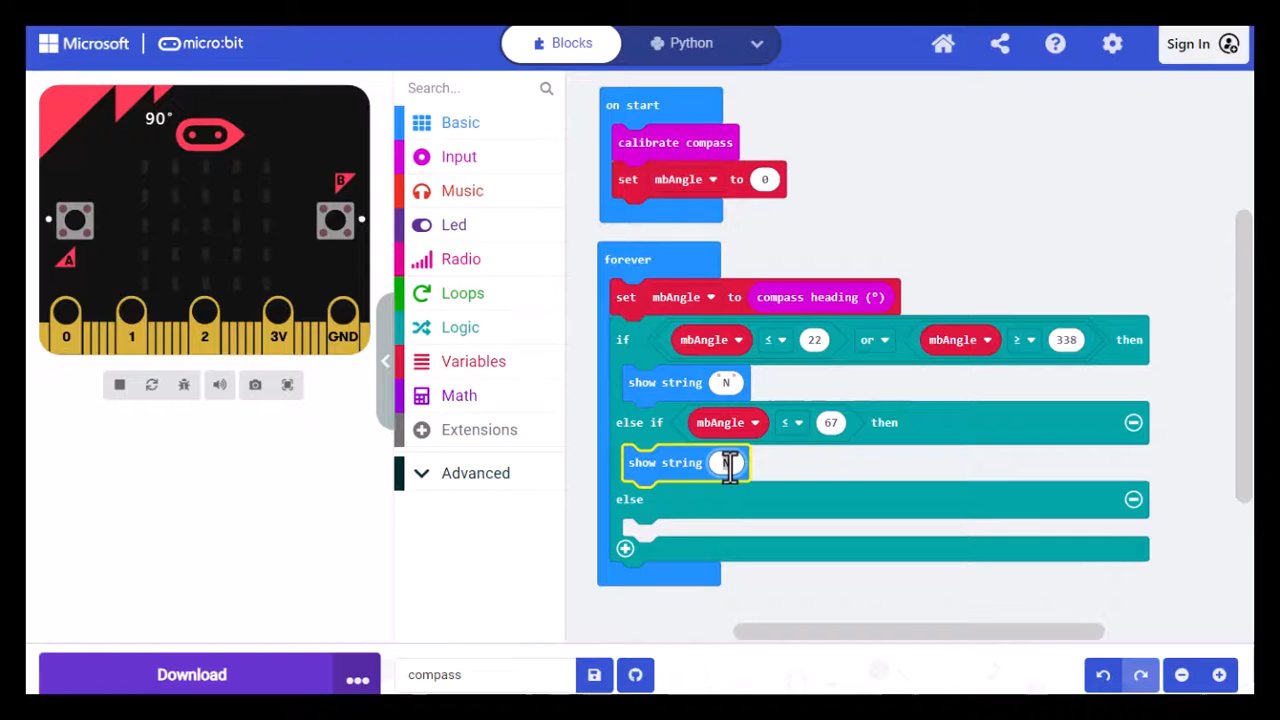 Microsoft
micro:bit
Blocks
Python
Sign In
90°
B
A
0
1
2
3V
GND
Search...
Basic
Input
Music
Led
Radio
Loops
Logic
Variables
Math
Extensions
Advanced
on start
calibrate compass
set mbAngle to 0
forever
set mbAngle to compass heading (°)
if mbAngle ≤ 22 or mbAngle ≥ 338 then
show string "N"
else if mbAngle ≤ 67 then
show string
else
Download
...
compass